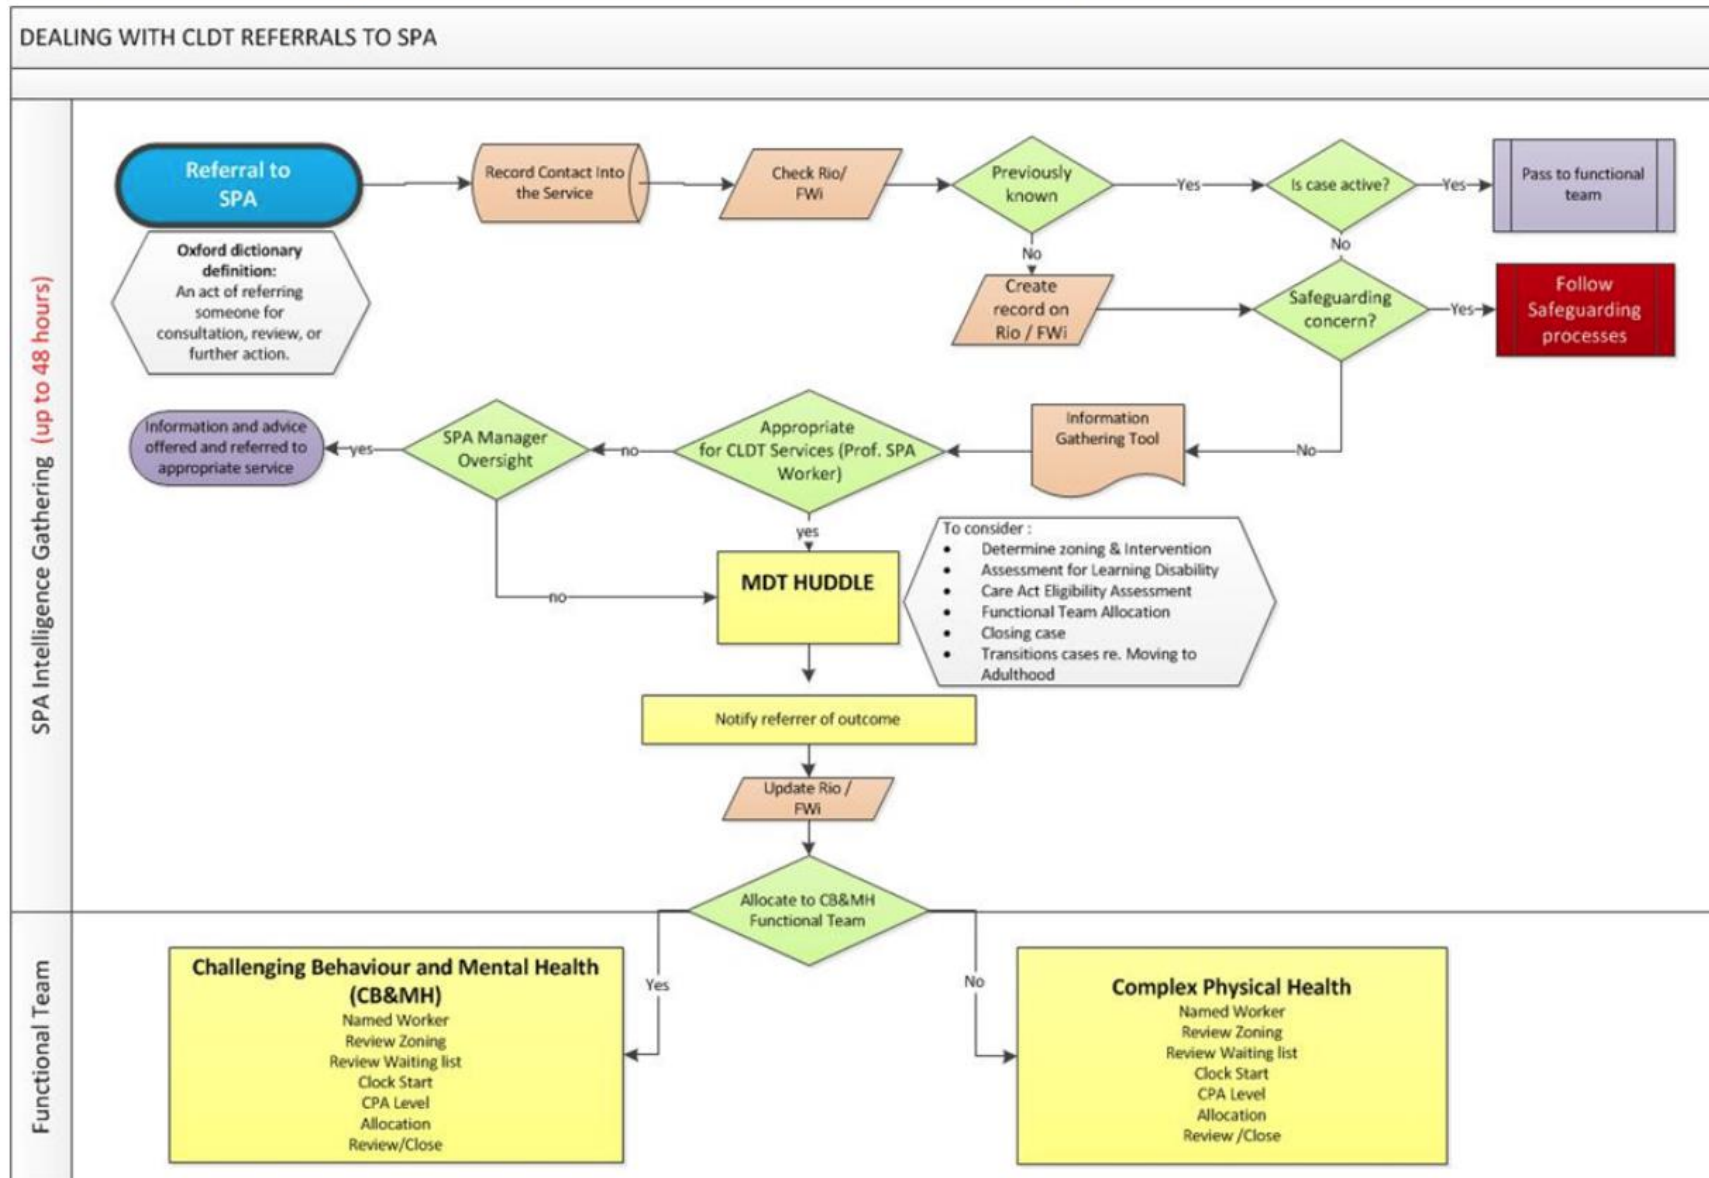 DEALING WITH CLDT REFERRALS TO SPA
SPA Intelligence Gathering (up to 48 hours)
Referral to
SPA
Record Contact Into
the Service
Check Rio/
FWi
Previously
known
Yes
Is case active?
Yes
Pass to functional
team
Oxford dictionary
definition:
An act of referring
someone for
consultation, review, or
further action.
No
Create
record on
Rio / FWi
No
Safeguarding
concern?
Yes
Follow
Safeguarding
processes
No
Information
Gathering Tool
Appropriate
for CLDT Services (Prof. SPA
Worker)
no
SPA Manager
Oversight
yes
Information and advice
offered and referred to
appropriate service
yes
no
MDT HUDDLE
To consider :
• Determine zoning & Intervention
• Assessment for Learning Disability
• Care Act Eligibility Assessment
• Functional Team Allocation
• Closing case
• Transitions cases re. Moving to
Adulthood
Notify referrer of outcome
Update Rio /
FWi
Allocate to CB&MH
Functional Team
Functional Team
Yes
Challenging Behaviour and Mental Health
(CB&MH)
Named Worker
Review Zoning
Review Waiting list
Clock Start
CPA Level
Allocation
Review/Close
No
Complex Physical Health
Named Worker
Review Zoning
Review Waiting list
Clock Start
CPA Level
Allocation
Review /Close